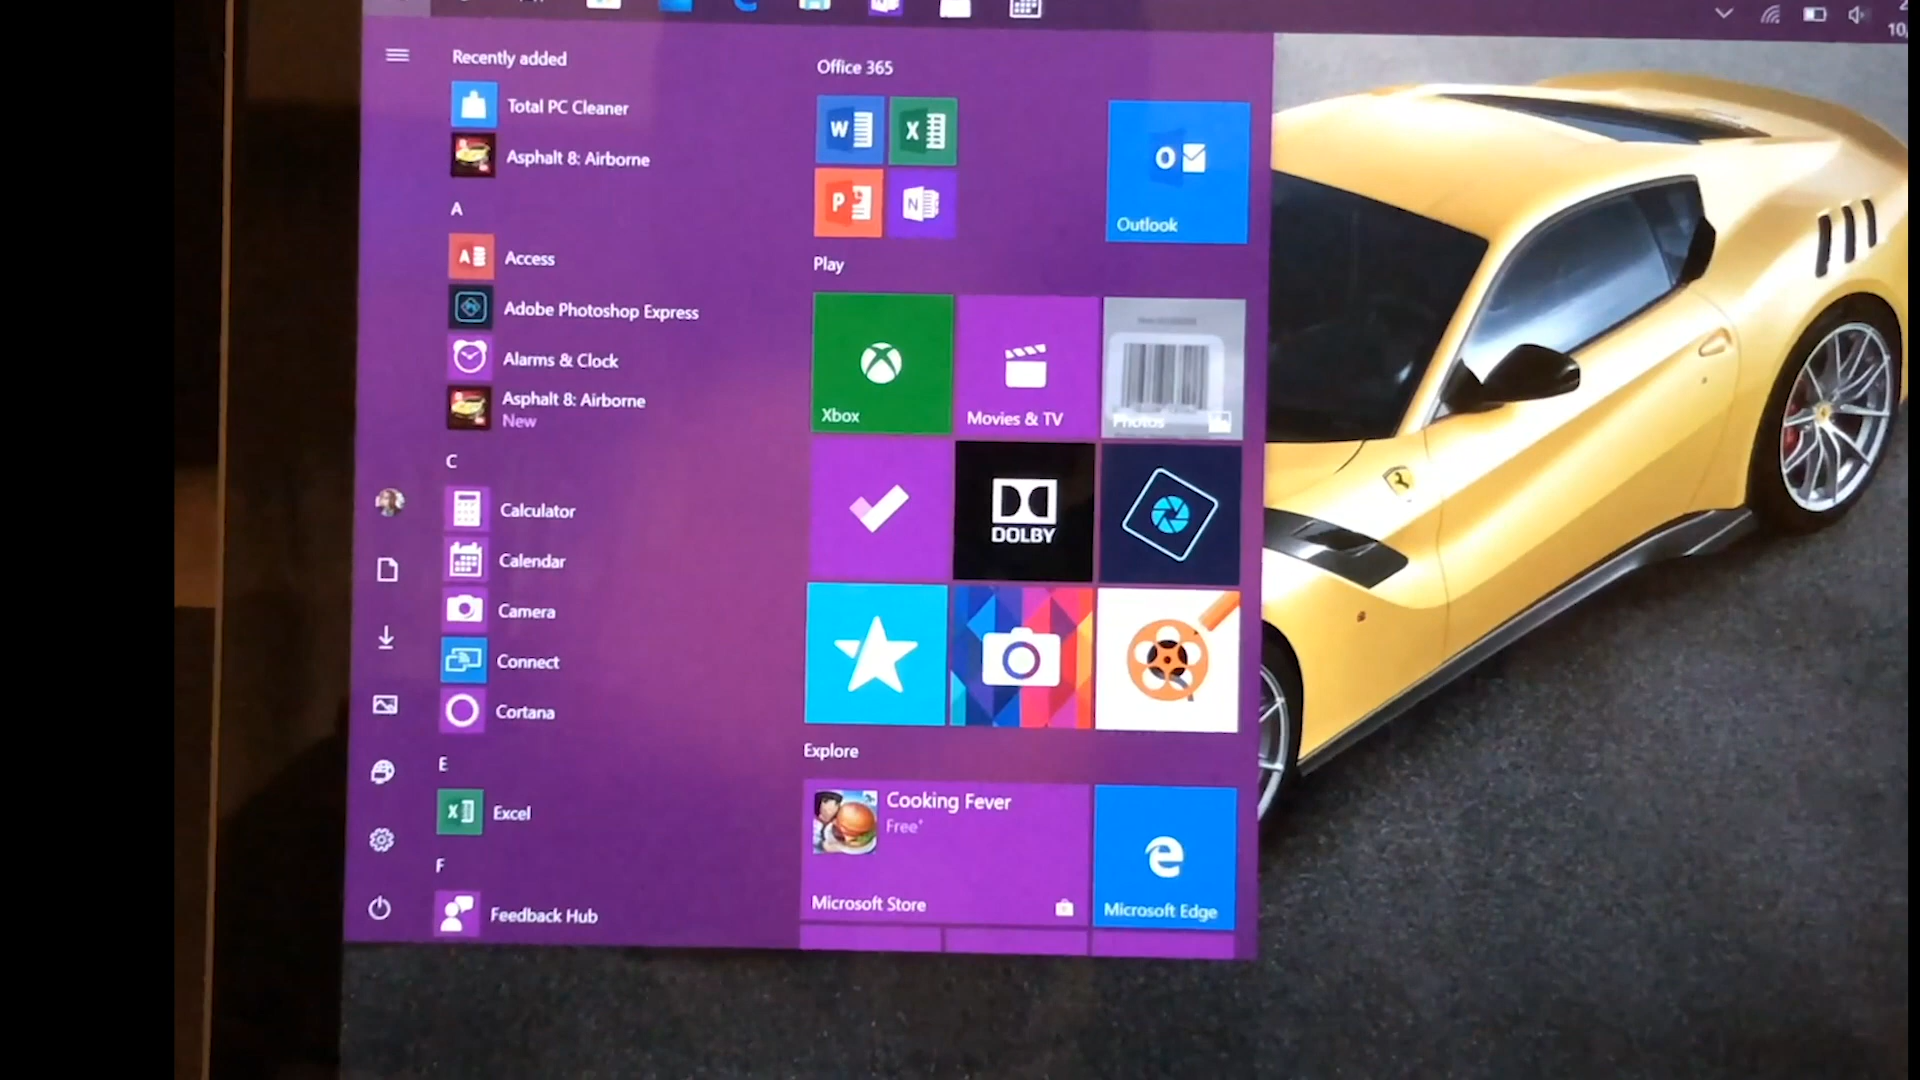 Recently added
Total PC Cleaner
Asphalt 8: Airborne
A
Access
Adobe Photoshop Express
Alarms & Clock
Asphalt 8: Airborne
New
C
Calculator
Calendar
Camera
Connect
Cortana
E
Excel
F
Feedback Hub
Office 365
W
X
P
N
Outlook
Play
Xbox
Movies & TV
Photos
DOLBY
Explore
Cooking Fever
Free*
Microsoft Store
Microsoft Edge